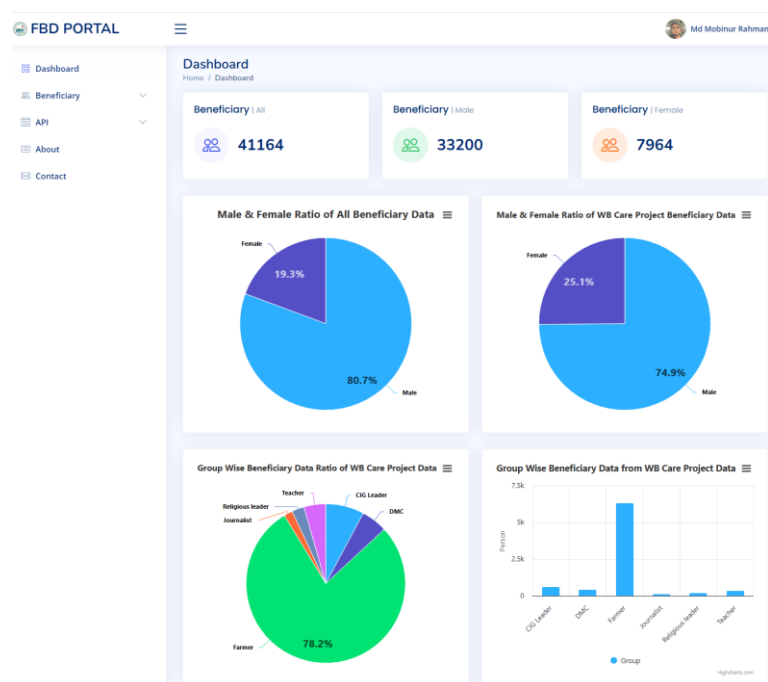 FBD PORTAL
Md Mobinur Rahman
Dashboard
Beneficiary
API
About
Contact
Dashboard
Home / Dashboard
Beneficiary | All
41164
Beneficiary | Male
33200
Beneficiary | Female
7964
Male & Female Ratio of All Beneficiary Data
Female
19.3%
80.7%
Male
Male & Female Ratio of WB Care Project Beneficiary Data
Female
25.1%
74.9%
Male
Group Wise Beneficiary Data Ratio of WB Care Project Data
Teacher
CIG Leader
Religious leader
DMC
Journalist
Farmer
78.2%
Group Wise Beneficiary Data from WB Care Project Data
7.5k
5k
2.5k
0
Person
CIG Leader
DMC
Farmer
Journalist
Religious leader
Teacher
Group
Highcharts.com